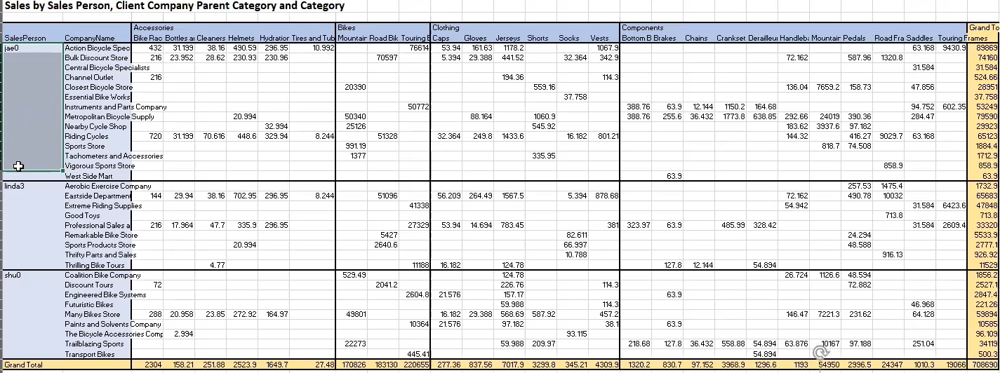 Sales by Sales Person, Client Company Parent Category and Category
Accessories Bikes Clothing Components Grand To
SalesPerson CompanyName Bike Rac Bottles a Cleaners Helmets Hydration Tires and Tub Mountain Road Bik Touring B Caps Gloves Jerseys Shorts Socks Vests Bottom B Brakes Chains Crankset Derailleu Handleba Mountain Pedals Road Fra Saddles Touring Frames
jae0 Action Bicycle Spec 432 31.199 38.16 490.59 296.95 10.992 76614 53.94 161.63 1178.2 1067.9 63.168 9430.9 89869
Bulk Discount Store 216 23.952 28.62 230.93 230.96 70597 5.394 29.388 441.52 32.364 342.9 72.162 587.96 1320.8 74160
Central Bicycle Specialists 31.584 31.584
Channel Outlet 216 194.36 114.3 524.66
Closest Bicycle Store 20390 559.16 136.04 7659.2 158.73 47.856 28951
Essential Bike Works 37.758 37.758
Instruments and Parts Company 50772 388.76 63.9 12.144 1150.2 164.68 94.752 602.35 53249
Metropolitan Bicycle Supply 20.994 50340 88.164 1060.9 388.76 255.6 36.432 1773.8 638.85 292.66 24019 390.36 284.47 79590
Nearby Cycle Shop 32.994 25126 545.92 183.62 3937.6 97.182 29923
Riding Cycles 720 31.199 70.616 448.6 329.94 8.244 51328 32.364 249.8 1433.6 16.182 801.21 144.32 416.27 9029.7 63.168 65123
Sports Store 991.19 818.7 74.508 1884.4
Tachometers and Accessories 1377 335.95 1712.9
Vigorous Sports Store 858.9 858.9
West Side Mart 63.9 63.9
linda3 Aerobic Exercise Company 257.53 1475.4 1732.9
Eastside Department 144 29.94 38.16 702.95 296.95 8.244 51096 56.209 264.49 1567.5 5.394 878.68 72.162 490.78 10032 65683
Extreme Riding Supplies 41338 54.942 31.584 6423.6 47848
Good Toys 713.8 713.8
Professional Sales a 216 17.964 47.7 335.9 296.95 27329 53.94 14.694 783.45 381 323.97 63.9 485.99 328.42 31.584 2609.4 33320
Remarkable Bike Store 5427 82.611 24.294 5533.9
Sports Products Store 20.994 2640.6 66.997 48.588 2777.1
Thrifty Parts and Sales 10.788 916.13 926.92
Thrilling Bike Tours 4.77 11188 16.182 124.78 127.8 12.144 54.894 11529
shu0 Coalition Bike Company 529.49 124.78 26.724 1126.6 48.594 1856.2
Discount Tours 72 2041.2 226.76 114.3 72.882 2527.1
Engineered Bike Systems 2604.8 21.576 157.17 63.9 2847.4
Futuristic Bikes 59.988 114.3 46.968 221.26
Many Bikes Store 288 20.958 23.85 272.92 164.97 49801 16.182 29.388 568.69 587.92 457.2 146.47 7221.3 231.62 64.128 59894
Paints and Solvents Company 10364 21.576 97.182 38.1 63.9 10585
The Bicycle Accessories Comp 2.994 93.115 96.109
Trailblazing Sports 22273 59.988 209.97 218.68 127.8 36.432 558.88 54.894 63.876 10167 97.188 251.04 34119
Transport Bikes 445.41 54.894 500.3
Grand Total 2304 158.21 251.88 2523.9 1649.7 27.48 170826 183130 220655 277.36 837.56 7017.9 3299.8 345.21 4309.9 1320.2 830.7 97.152 3968.9 1296.6 1193 54950 2996.5 24347 1010.3 19066 708690